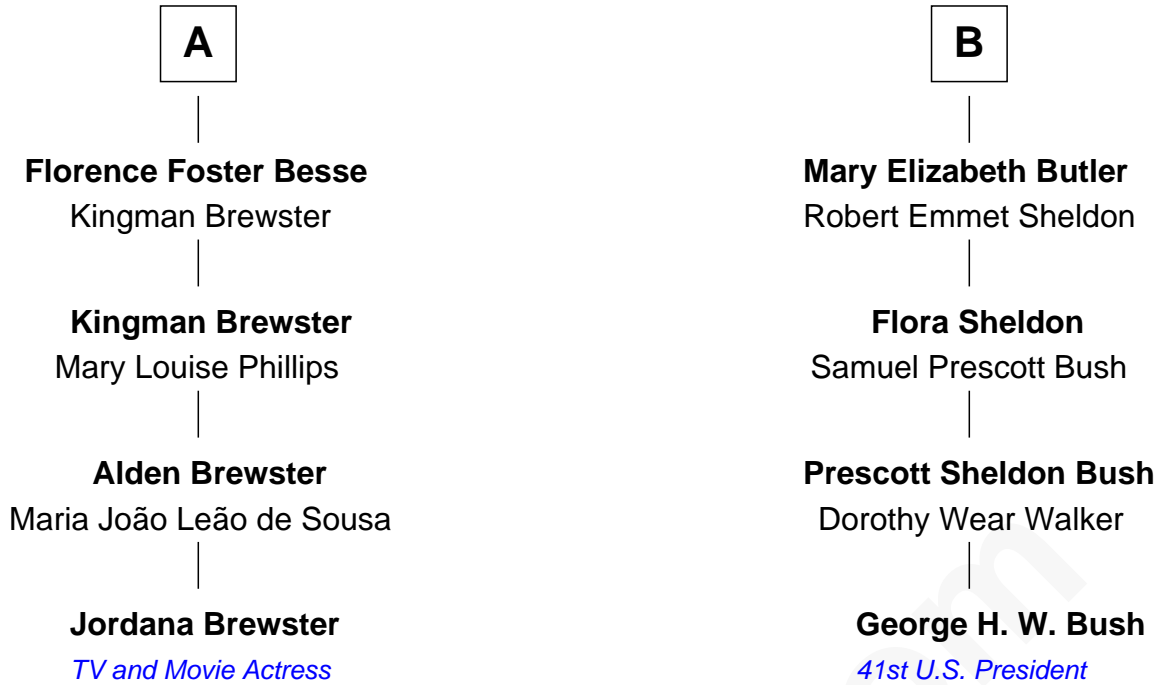 A
Florence Foster Besse
Kingman Brewster
Kingman Brewster
Mary Louise Phillips
Alden Brewster
Maria João Leão de Sousa
Jordana Brewster
TV and Movie Actress
B
Mary Elizabeth Butler
Robert Emmet Sheldon
Flora Sheldon
Samuel Prescott Bush
Prescott Sheldon Bush
Dorothy Wear Walker
George H. W. Bush
41st U.S. President